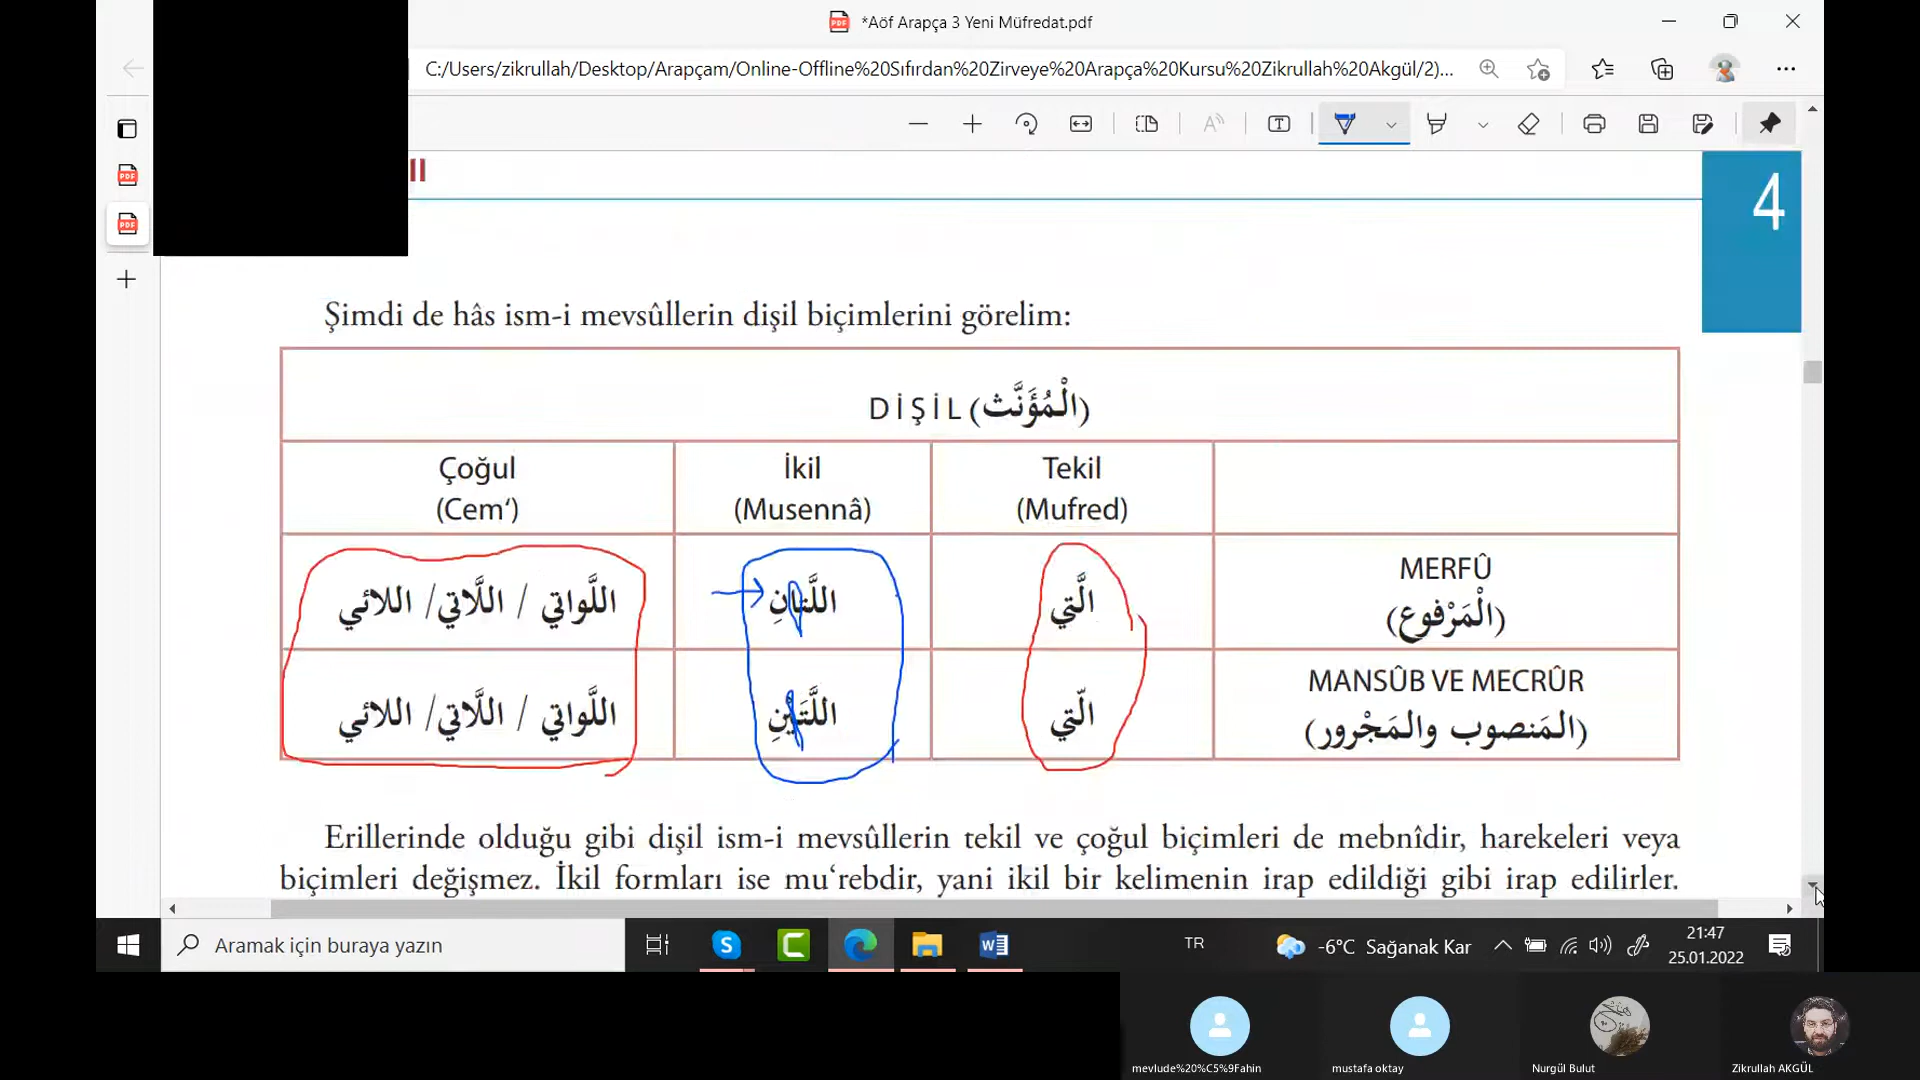 *Aöf Arapça 3 Yeni Müfredat.pdf
C:/Users/zikrullah/Desktop/Arapçam/Online-Offline%20Sıfırdan%20Zirveye%20Arapça%20Kursu%20Zikrullah%20Akgül/2)...
II
4
Şimdi de hâs ism-i mevsûllerin dişil biçimlerini görelim:
DİŞİL (الْمُؤَنَّث)
Çoğul
(Cem‘)
İkil
(Musennâ)
Tekil
(Mufred)
اللَّواتي / اللَّاتي/ اللائي
اللَّتانِ
الَّتي
MERFÛ
(الْمَرْفوع)
اللَّواتي / اللَّاتي/ اللائي
اللَّتَيْنِ
الّتي
MANSÛB VE MECRÛR
(المَنصوب والمَجْرور)
Erillerinde olduğu gibi dişil ism-i mevsûllerin tekil ve çoğul biçimleri de mebnîdir, harekeleri veya
biçimleri değişmez. İkil formları ise mu‘rebdir, yani ikil bir kelimenin irap edildiği gibi irap edilirler.
Aramak için buraya yazın
TR
-6°C Sağanak Kar
21:47
25.01.2022
mevlude%20%C5%9Fahin
mustafa oktay
Nurgül Bulut
Zikrullah AKGÜL